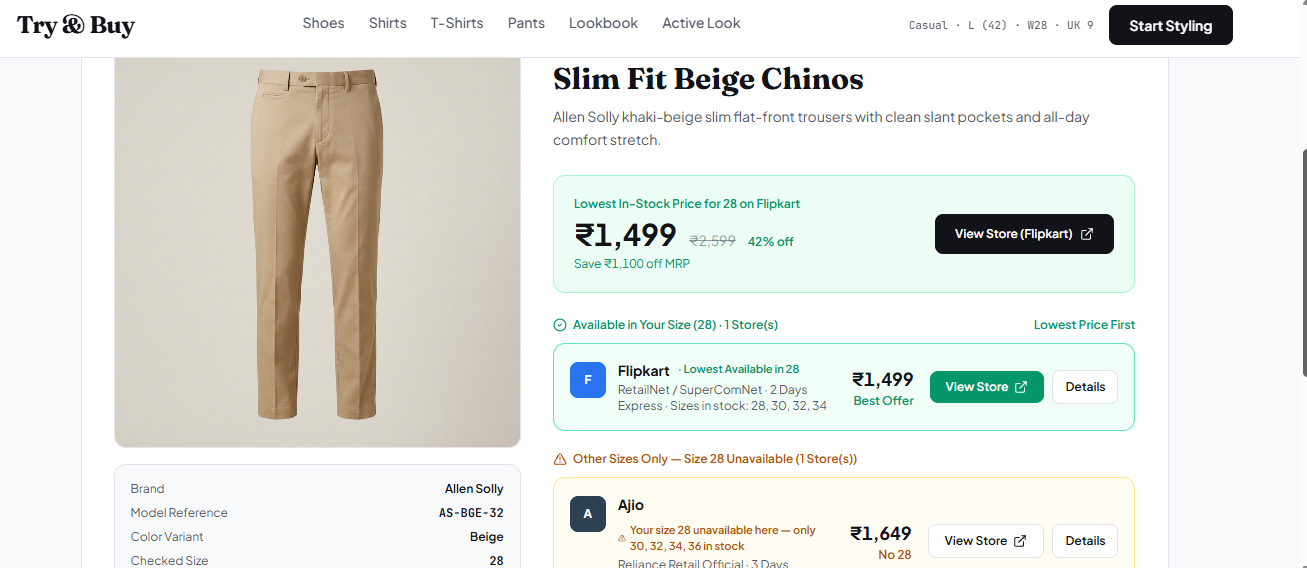 Try & Buy
Shoes
Shirts
T-Shirts
Pants
Lookbook
Active Look
Casual · L (42) · W28 · UK 9
Start Styling
Slim Fit Beige Chinos
Allen Solly khaki-beige slim flat-front trousers with clean slant pockets and all-day
comfort stretch.
Lowest In-Stock Price for 28 on Flipkart
₹1,499 ₹2,599 42% off
Save ₹1,100 off MRP
View Store (Flipkart)
Available in Your Size (28) · 1 Store(s)
Lowest Price First
F
Flipkart · Lowest Available in 28
RetailNet / SuperComNet · 2 Days
Express · Sizes in stock: 28, 30, 32, 34
₹1,499
Best Offer
View Store
Details
Other Sizes Only — Size 28 Unavailable (1 Store(s))
A
Ajio
Your size 28 unavailable here — only
30, 32, 34, 36 in stock
Reliance Retail Official · 3 Days
₹1,649
No 28
View Store
Details
Brand Allen Solly
Model Reference AS-BGE-32
Color Variant Beige
Checked Size 28